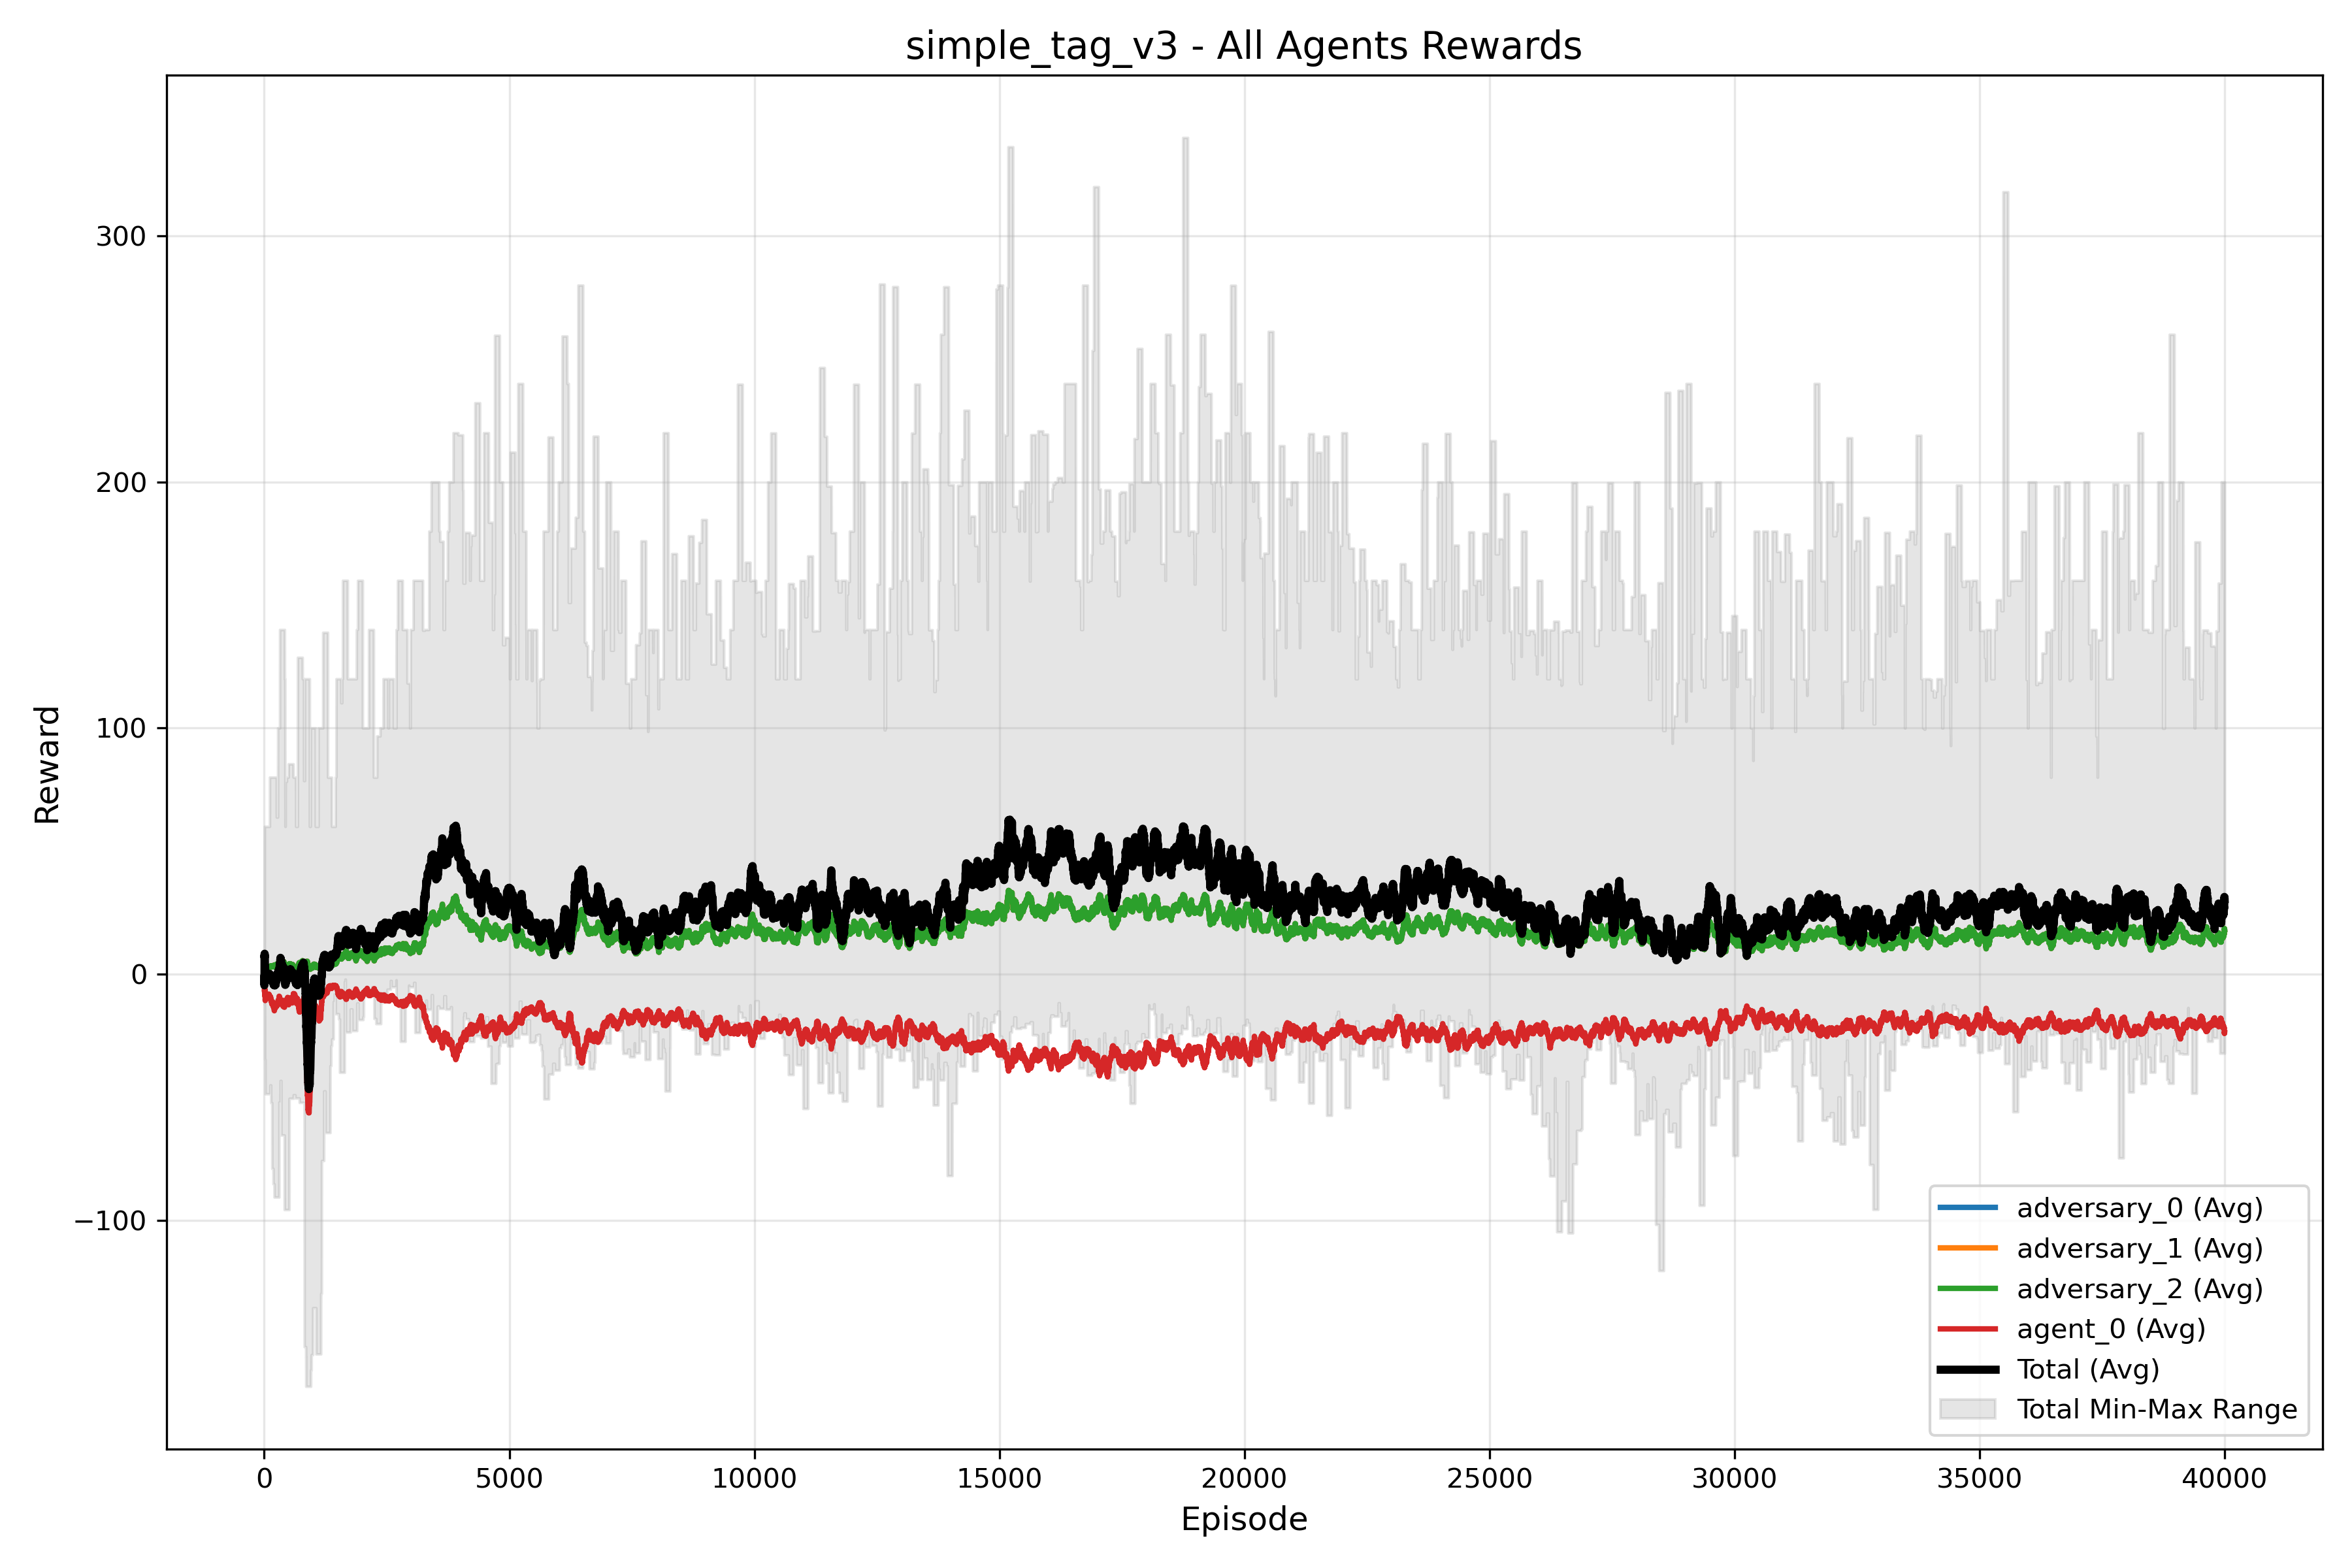 simple_tag_v3 - All Agents Rewards
Reward
300
200
100
0
−100
0
5000
10000
15000
20000
25000
30000
35000
40000
Episode
adversary_0 (Avg)
adversary_1 (Avg)
adversary_2 (Avg)
agent_0 (Avg)
Total (Avg)
Total Min-Max Range